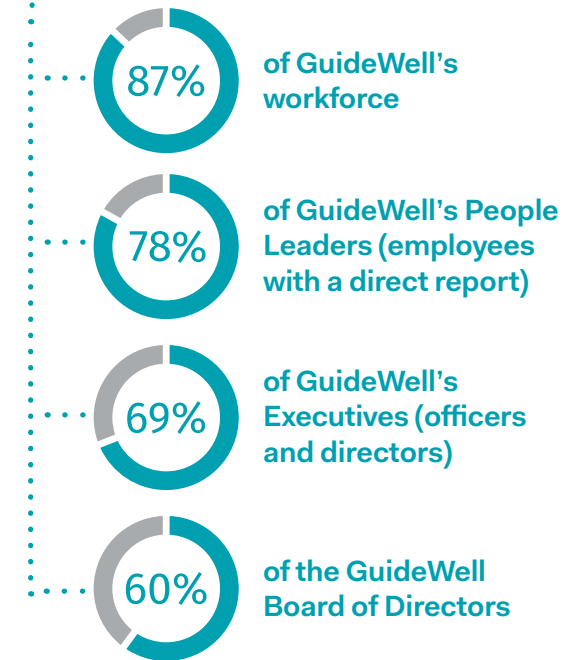 87%
of GuideWell’s
workforce
78%
of GuideWell’s People
Leaders (employees
with a direct report)
69%
of GuideWell’s
Executives (officers
and directors)
60%
of the GuideWell
Board of Directors